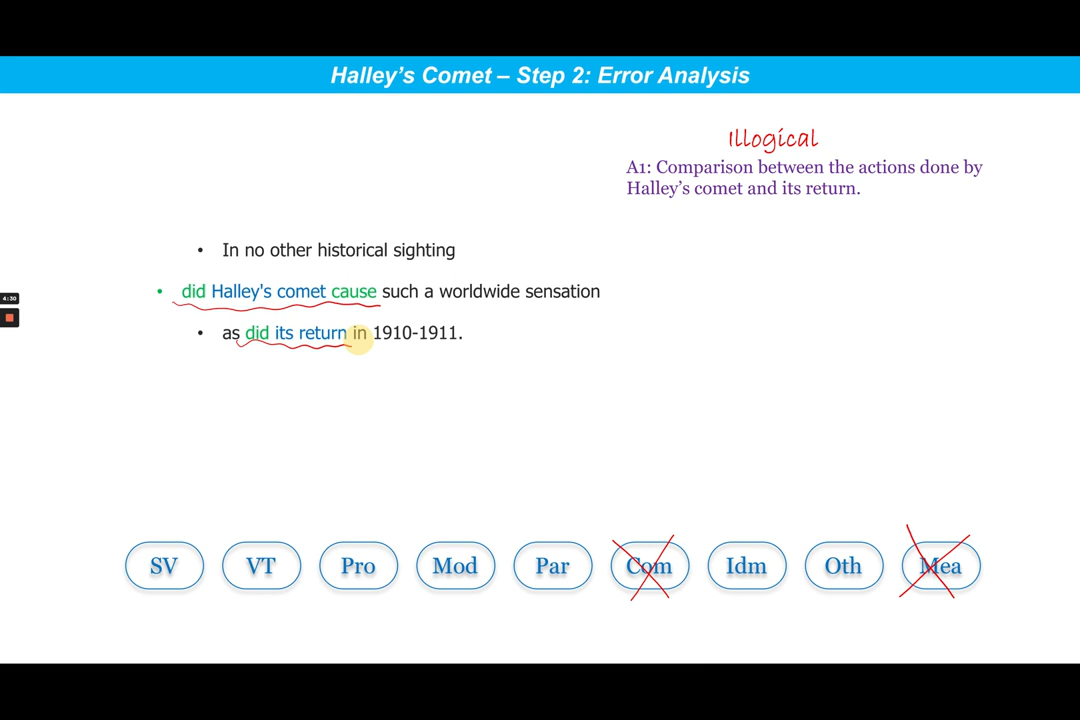 Halley's Comet – Step 2: Error Analysis
Illogical
A1: Comparison between the actions done by
Halley's comet and its return.
• In no other historical sighting
• did Halley's comet cause such a worldwide sensation
4:30
• as did its return in 1910-1911.
SV VT Pro Mod Par Com Idm Oth Mea